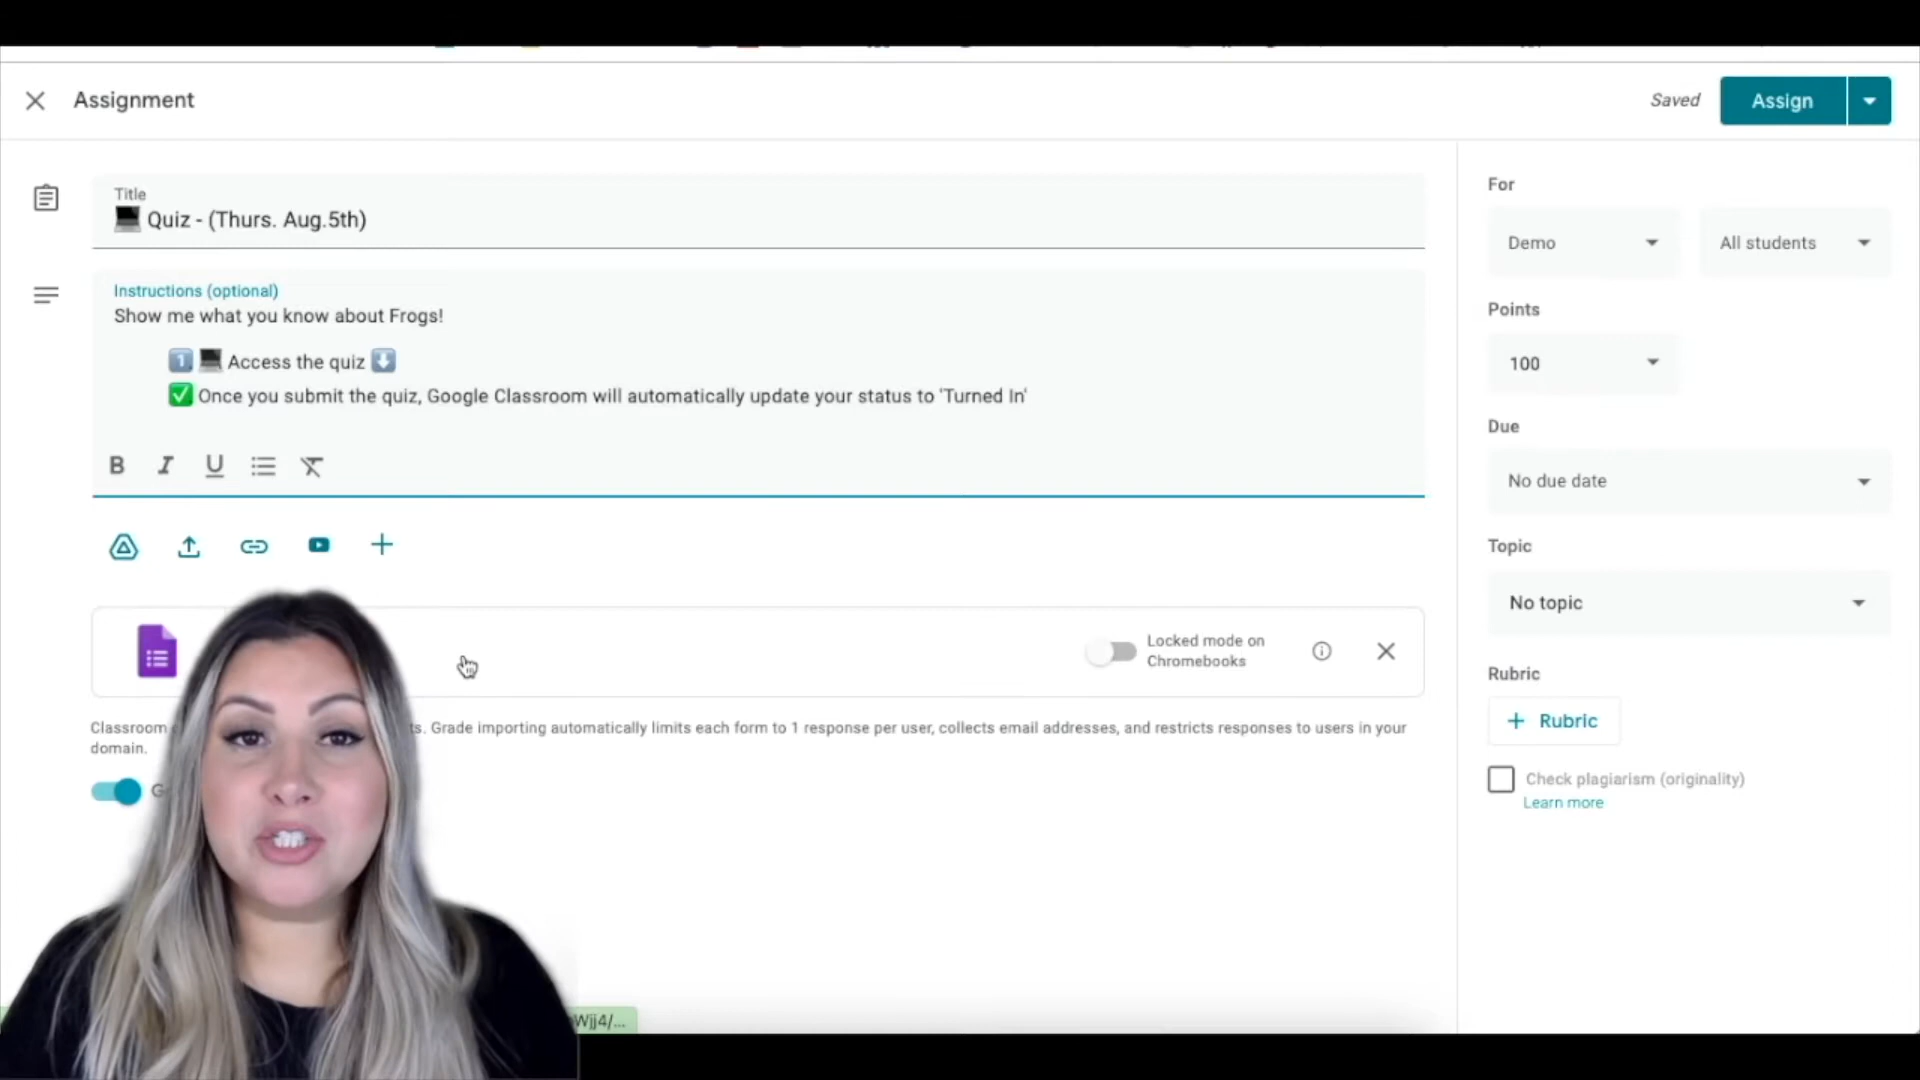 Assignment
Saved
Assign
Title
💻 Quiz - (Thurs. Aug.5th)
Instructions (optional)
Show me what you know about Frogs!
1️⃣ 💻 Access the quiz ⬇️
✅ Once you submit the quiz, Google Classroom will automatically update your status to 'Turned In'
B I U
Locked mode on
Chromebooks
Classroom
. Grade importing automatically limits each form to 1 response per user, collects email addresses, and restricts responses to users in your
domain.
Wjj4/...
For
Demo
All students
Points
100
Due
No due date
Topic
No topic
Rubric
+ Rubric
Check plagiarism (originality)
Learn more